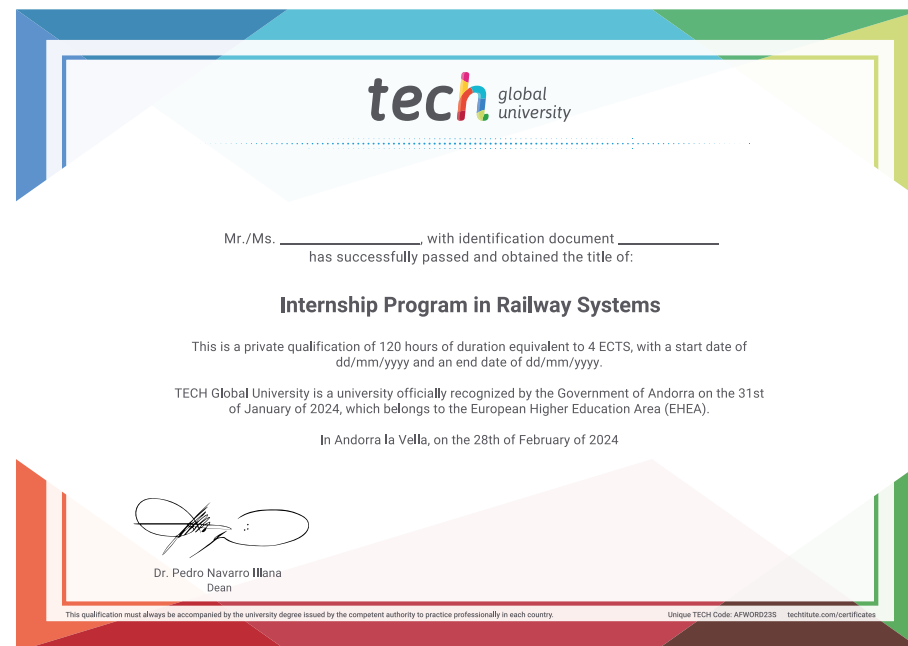 tech global university
Mr./Ms. ____________________, with identification document ______________
has successfully passed and obtained the title of:
Internship Program in Railway Systems
This is a private qualification of 120 hours of duration equivalent to 4 ECTS, with a start date of
dd/mm/yyyy and an end date of dd/mm/yyyy.
TECH Global University is a university officially recognized by the Government of Andorra on the 31st
of January of 2024, which belongs to the European Higher Education Area (EHEA).
In Andorra la Vella, on the 28th of February of 2024
Dr. Pedro Navarro Illana
Dean
This qualification must always be accompanied by the university degree issued by the competent authority to practice professionally in each country. Unique TECH Code: AFWORD23S techtitute.com/certificates